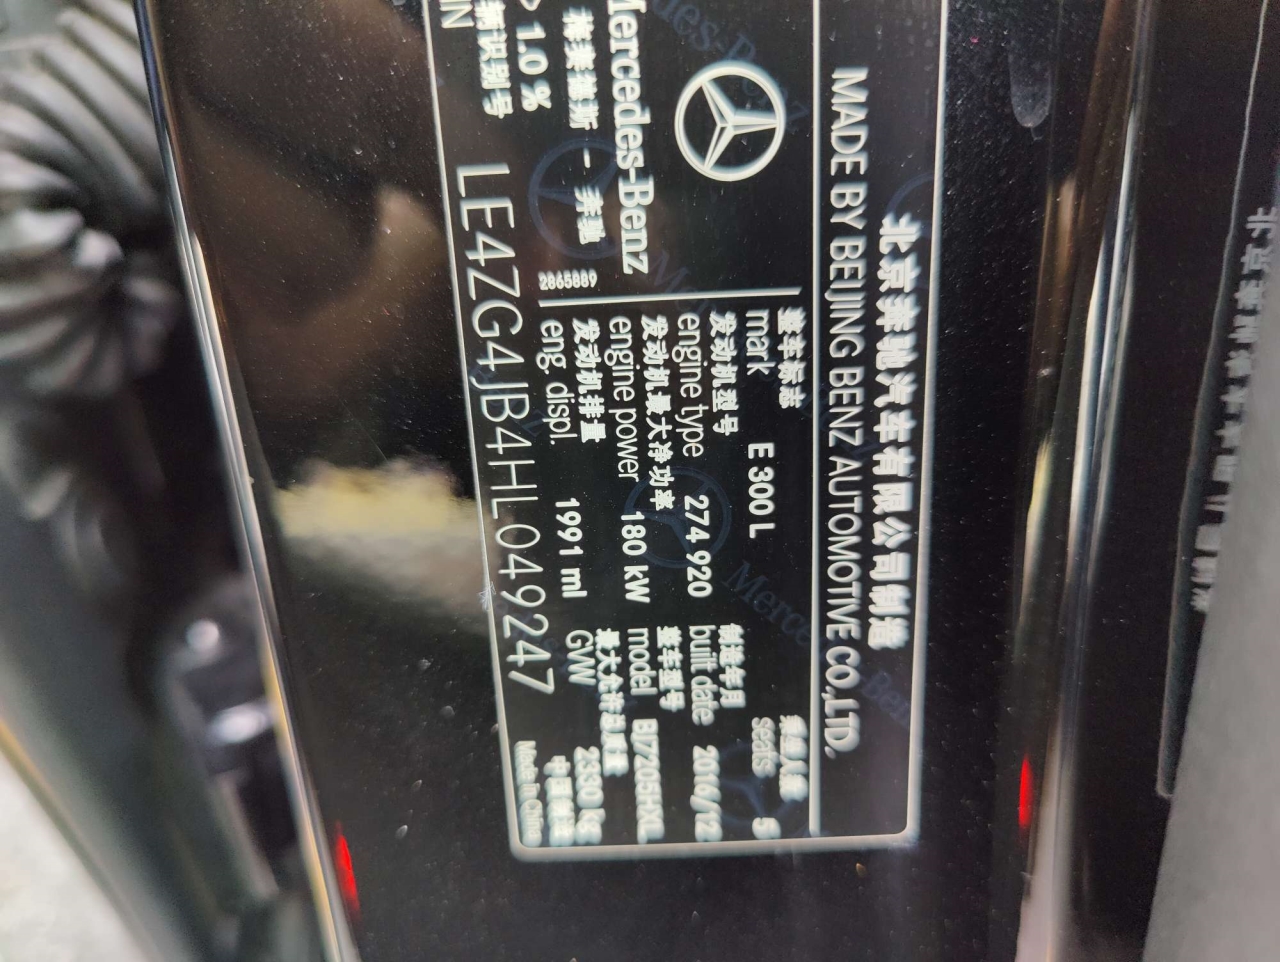 北京奔驰汽车有限公司制造
MADE BY BEIJING BENZ AUTOMOTIVE CO.,LTD.
Mercedes-Benz
梅赛德斯 - 奔驰
> 1.0 %
2865889
整车标志
mark E 300 L
乘坐人数
seats 5
发动机型号
engine type 274 920
制造年月
built date 2016/12
发动机最大净功率
engine power 180 kW
整车型号
model BJ7205HXL
发动机排量
eng. displ. 1991 ml
最大允许总质量
GW 2330 kg
车辆识别号
LE4ZG4JB4HL049247
中国制造
Made in China